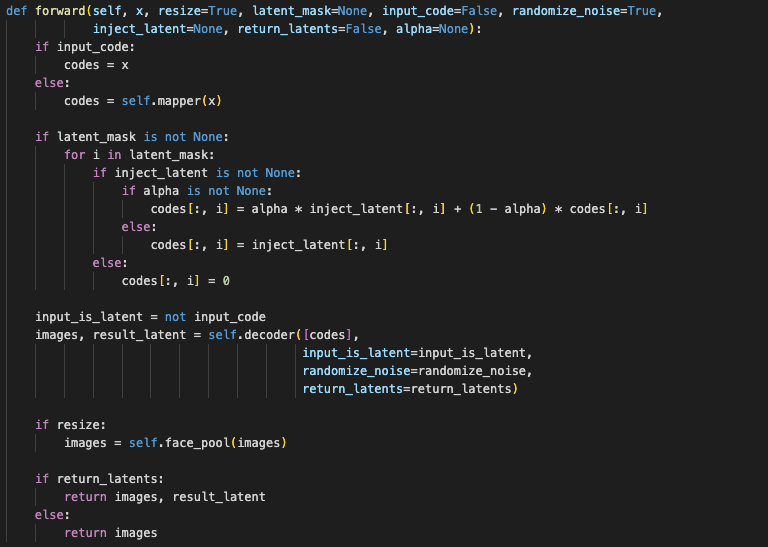 def forward(self, x, resize=True, latent_mask=None, input_code=False, randomize_noise=True,
            inject_latent=None, return_latents=False, alpha=None):
    if input_code:
        codes = x
    else:
        codes = self.mapper(x)

    if latent_mask is not None:
        for i in latent_mask:
            if inject_latent is not None:
                if alpha is not None:
                    codes[:, i] = alpha * inject_latent[:, i] + (1 - alpha) * codes[:, i]
                else:
                    codes[:, i] = inject_latent[:, i]
            else:
                codes[:, i] = 0

    input_is_latent = not input_code
    images, result_latent = self.decoder([codes],
                                         input_is_latent=input_is_latent,
                                         randomize_noise=randomize_noise,
                                         return_latents=return_latents)

    if resize:
        images = self.face_pool(images)

    if return_latents:
        return images, result_latent
    else:
        return images